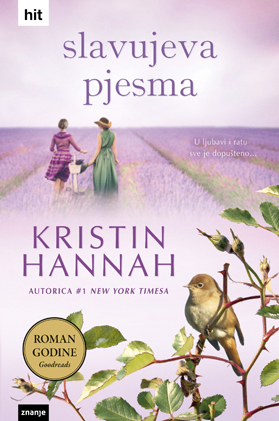 hit
slavujeva
pjesma
U ljubavi i ratu
sve je dopušteno...
KRISTIN
HANNAH
AUTORICA #1 NEW YORK TIMESA
ROMAN
GODINE
Goodreads
znanje